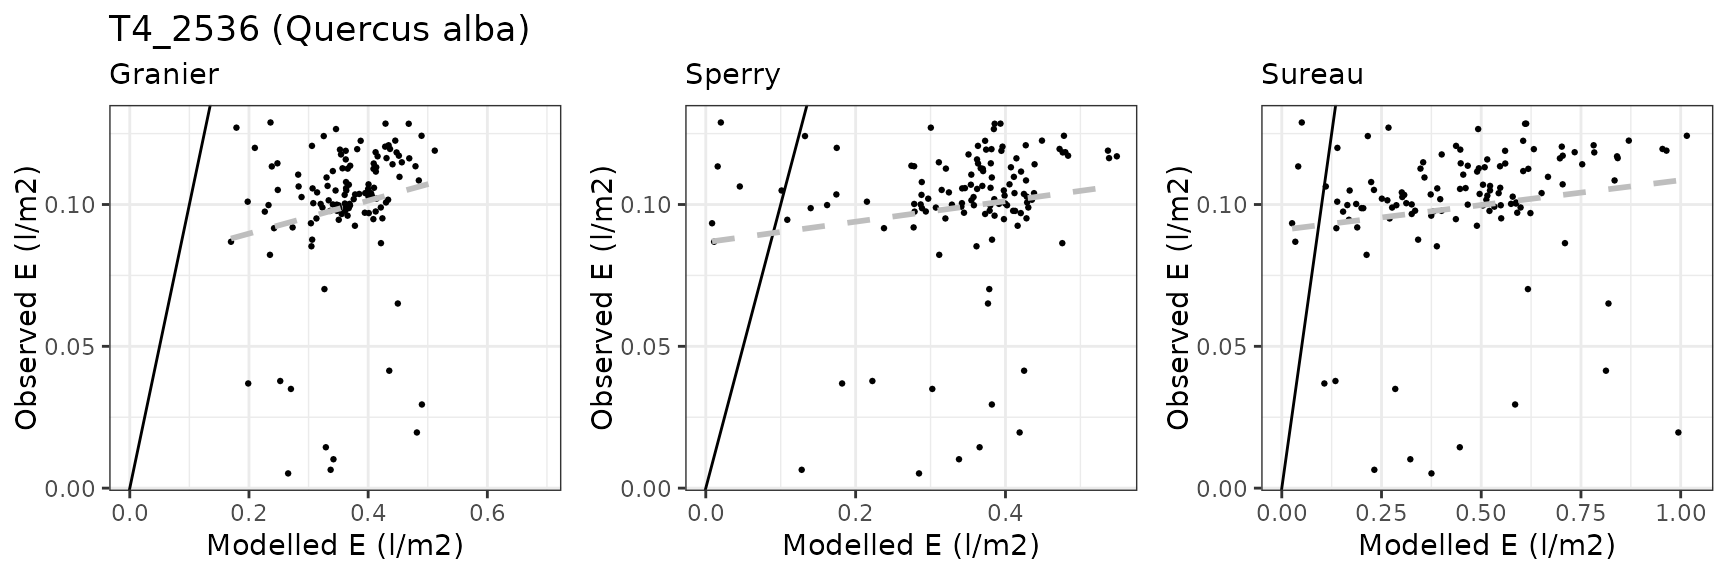 T4_2536 (Quercus alba)
Granier
Sperry
Sureau
Observed E (l/m2)
0.10
0.05
0.00
0.0 0.2 0.4 0.6
Modelled E (l/m2)
Observed E (l/m2)
0.10
0.05
0.00
0.0 0.2 0.4
Modelled E (l/m2)
Observed E (l/m2)
0.10
0.05
0.00
0.00 0.25 0.50 0.75 1.00
Modelled E (l/m2)